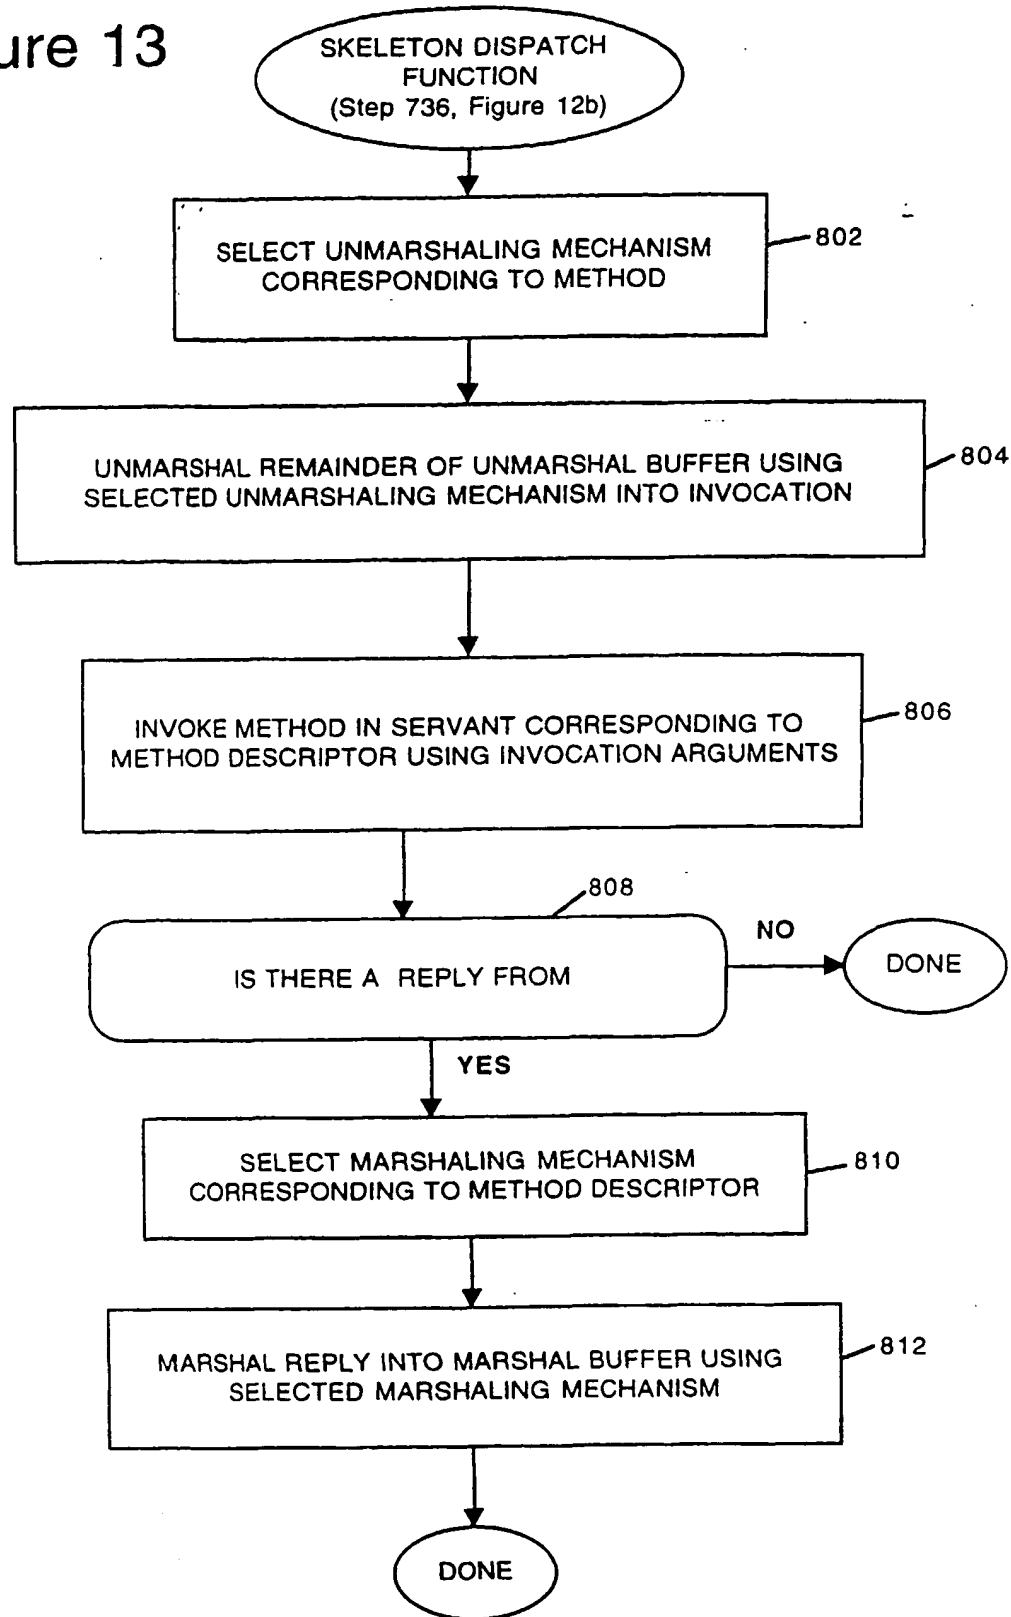 ure 13
SKELETON DISPATCH
FUNCTION
(Step 736, Figure 12b)
SELECT UNMARSHALING MECHANISM
CORRESPONDING TO METHOD
802
UNMARSHAL REMAINDER OF UNMARSHAL BUFFER USING
SELECTED UNMARSHALING MECHANISM INTO INVOCATION
804
INVOKE METHOD IN SERVANT CORRESPONDING TO
METHOD DESCRIPTOR USING INVOCATION ARGUMENTS
806
808
IS THERE A REPLY FROM
NO
DONE
YES
SELECT MARSHALING MECHANISM
CORRESPONDING TO METHOD DESCRIPTOR
810
MARSHAL REPLY INTO MARSHAL BUFFER USING
SELECTED MARSHALING MECHANISM
812
DONE